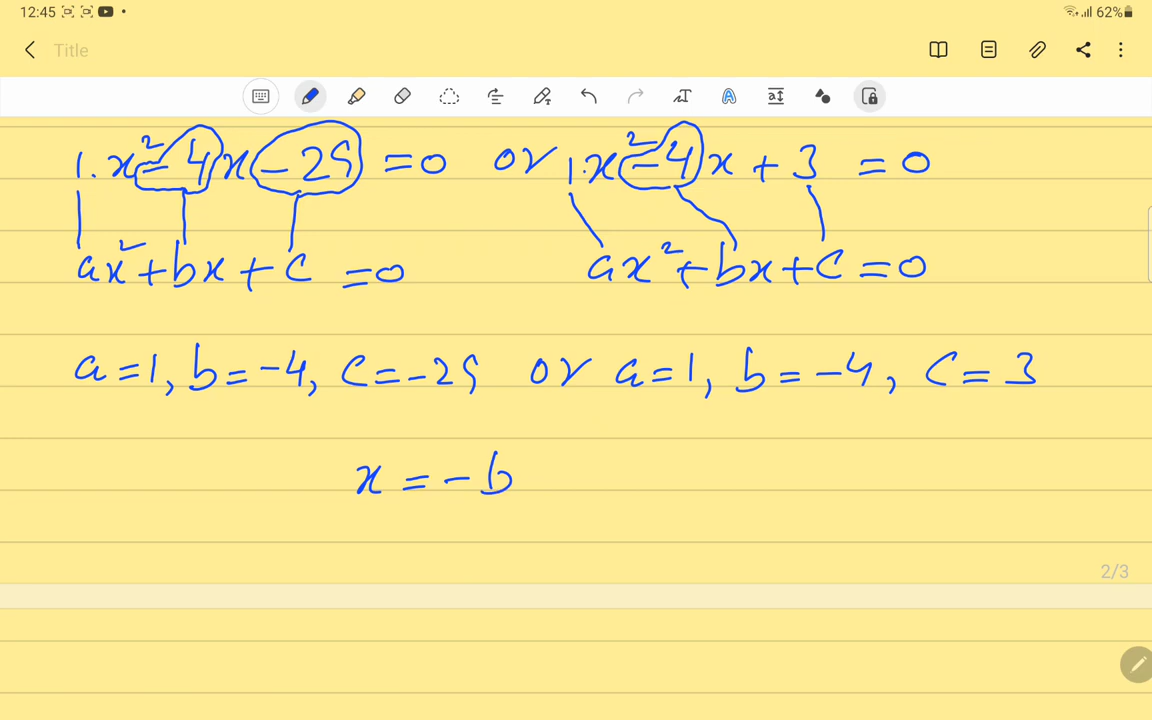 12:45 62%
Title
1.x²-4x-25=0 or 1.x²-4x+3=0
ax²+bx+c=0 ax²+bx+c=0
a=1, b=-4, c=-25 or a=1, b=-4, c=3
x=-b
2/3